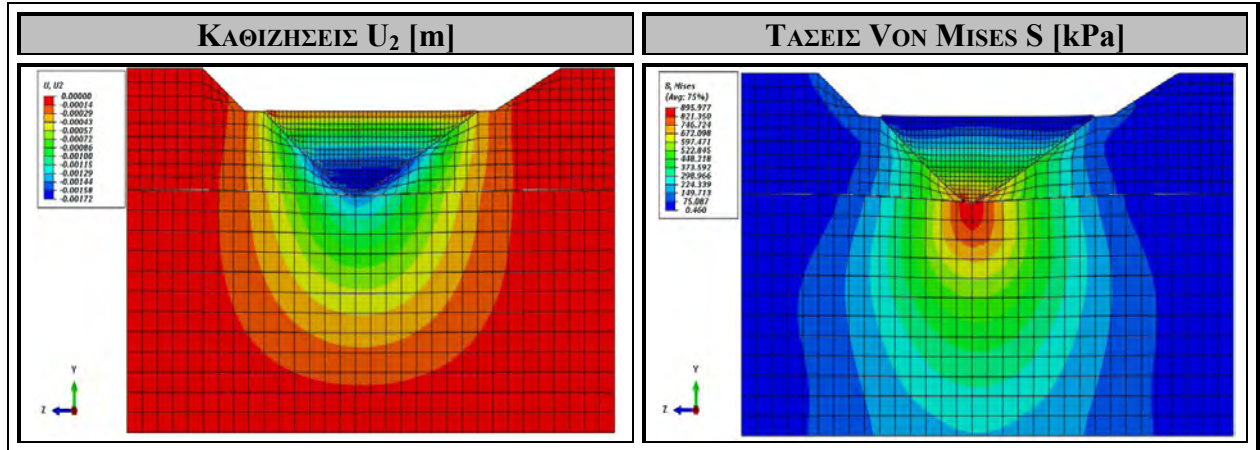 ΚΑΘΙΖΗΣΕΙΣ U2 [m]
ΤΑΣΕΙΣ VON MISES S [kPa]
U, U2
0.00000
-0.00014
-0.00029
-0.00043
-0.00057
-0.00072
-0.00086
-0.00100
-0.00115
-0.00129
-0.00144
-0.00158
-0.00172
Y
Z
S, Mises
(Avg: 75%)
895.977
821.350
746.724
672.098
597.471
522.845
448.218
373.592
298.966
224.339
149.713
75.087
0.460
Y
Z